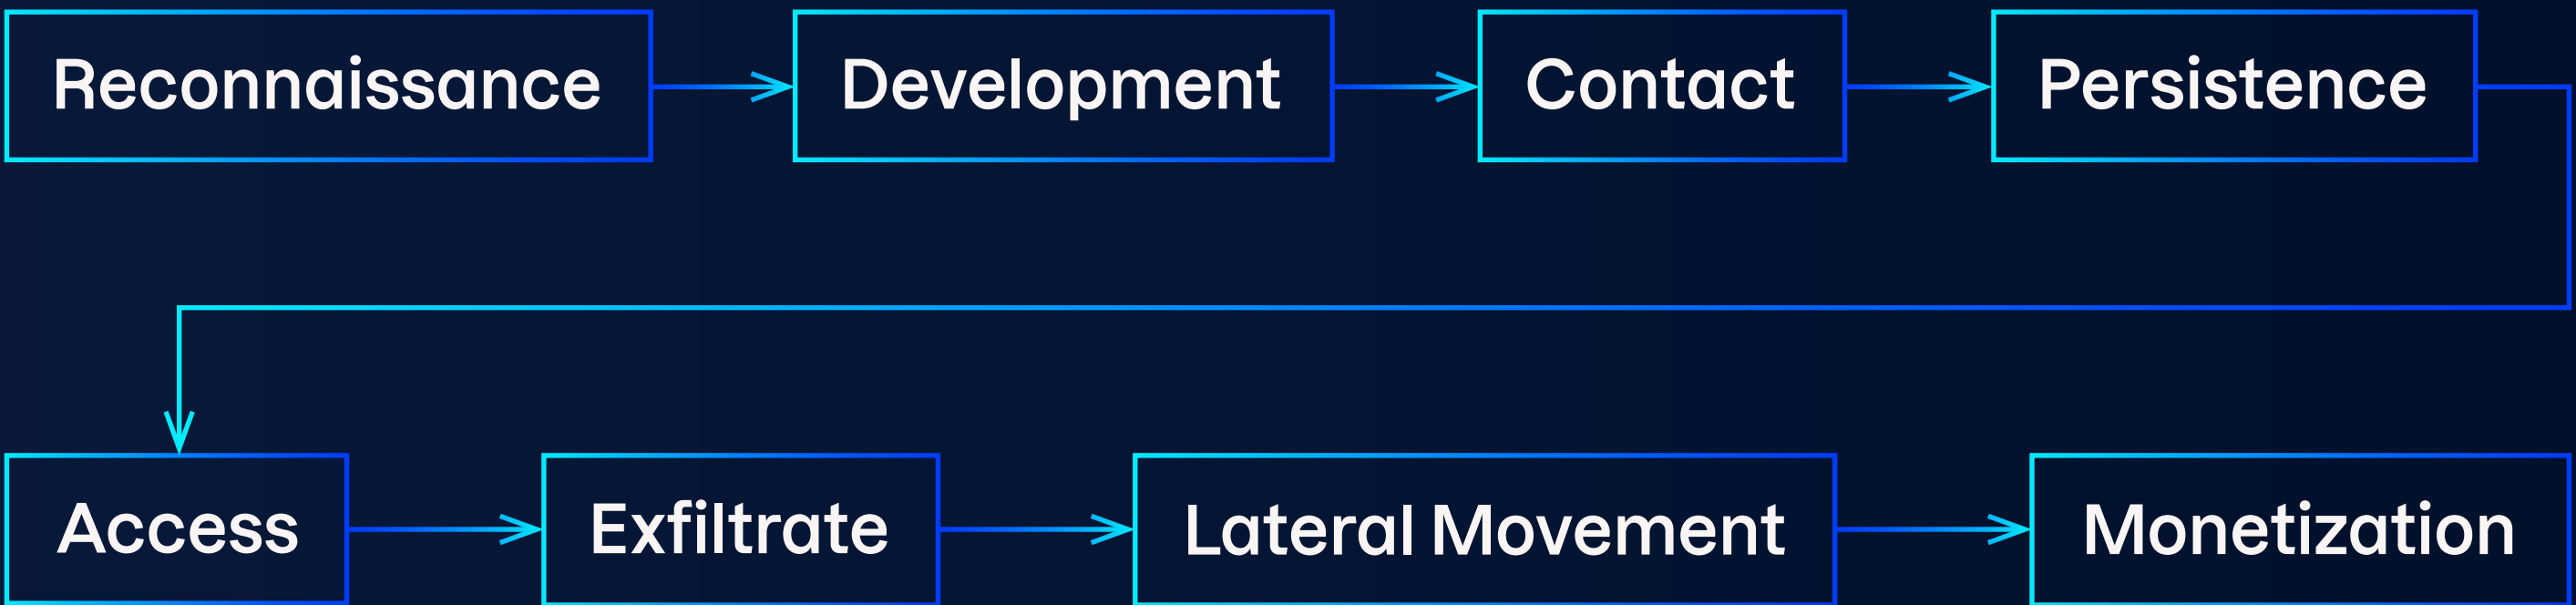 Reconnaissance
Development
Contact
Persistence
Access
Exfiltrate
Lateral Movement
Monetization